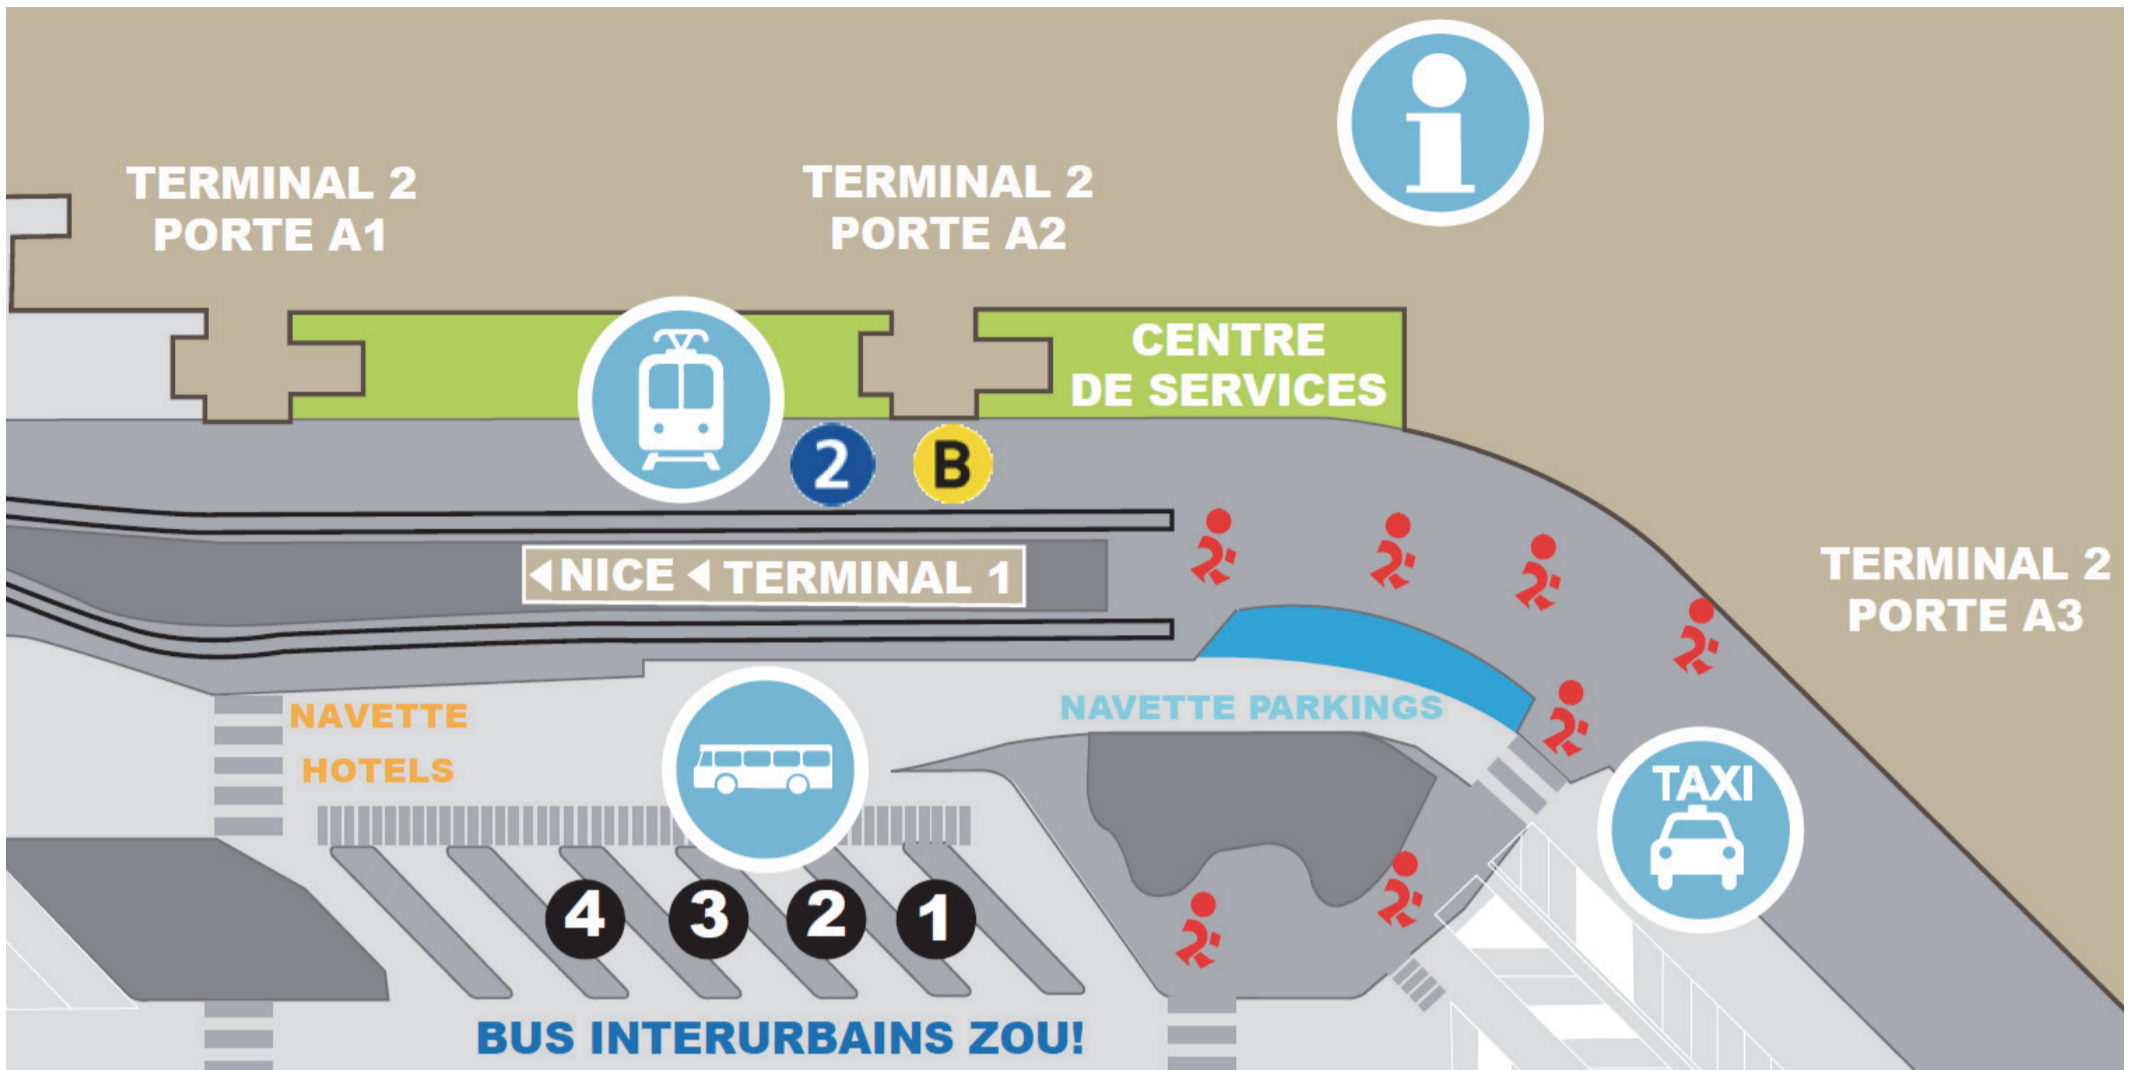 TERMINAL 2
PORTE A1
TERMINAL 2
PORTE A2
i
CENTRE
DE SERVICES
2
B
NICE TERMINAL 1
TERMINAL 2
PORTE A3
NAVETTE
HOTELS
NAVETTE PARKINGS
TAXI
4
3
2
1
BUS INTERURBAINS ZOU!